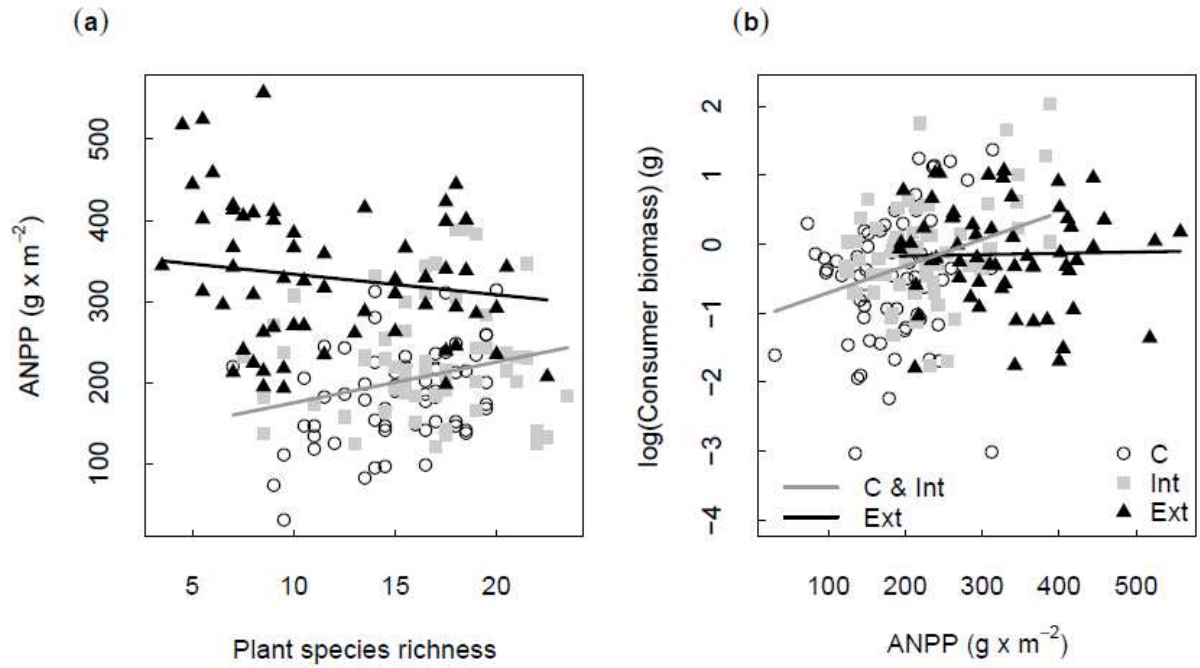 (a)
500
400
300
200
100
ANPP (g x m⁻²)
5 10 15 20
Plant species richness
(b)
2
1
0
−1
−2
−3
−4
log(Consumer biomass) (g)
C & Int
Ext
C
Int
Ext
100 200 300 400 500
ANPP (g x m⁻²)